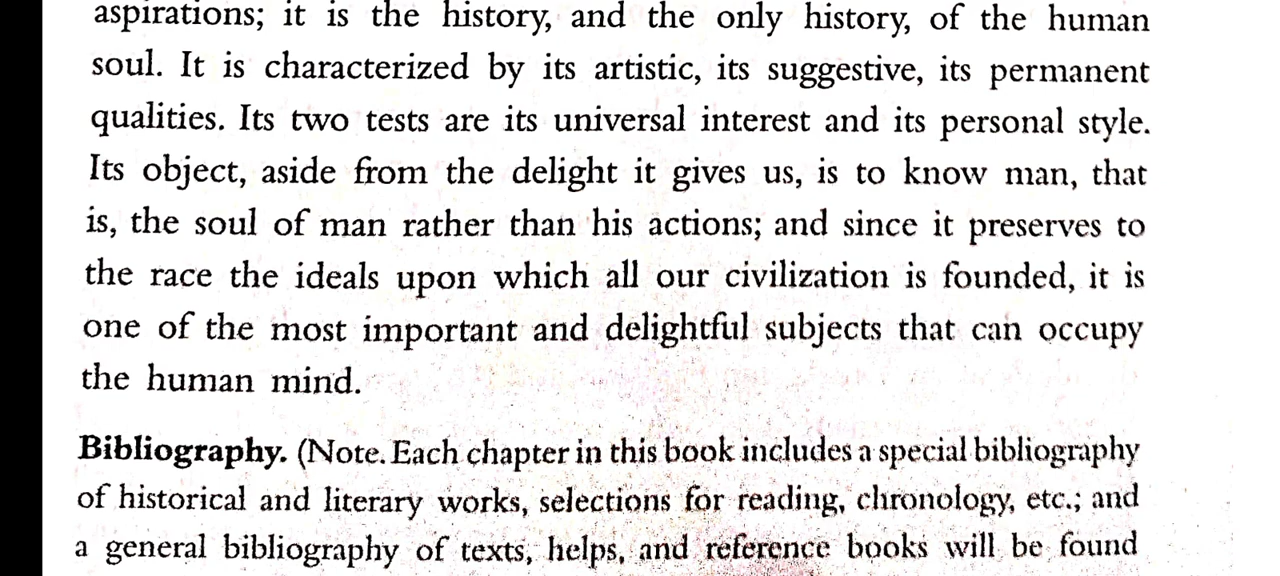 aspirations; it is the history, and the only history, of the human
soul. It is characterized by its artistic, its suggestive, its permanent
qualities. Its two tests are its universal interest and its personal style.
Its object, aside from the delight it gives us, is to know man, that
is, the soul of man rather than his actions; and since it preserves to
the race the ideals upon which all our civilization is founded, it is
one of the most important and delightful subjects that can occupy
the human mind.
Bibliography. (Note. Each chapter in this book includes a special bibliography
of historical and literary works, selections for reading, chronology, etc.; and
a general bibliography of texts, helps, and reference books will be found